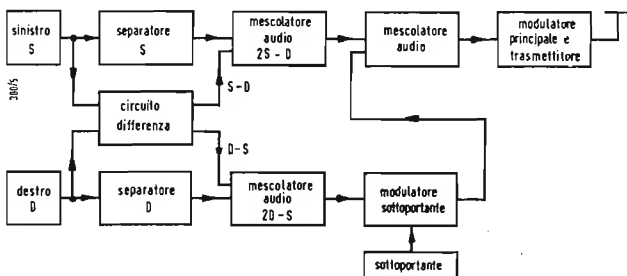 sinistro
S
separatore
S
mescolatore
audio
2S - D
mescolatore
audio
modulatore
principale e
trasmettitore
S - D
circuito
differenza
D - S
destro
D
separatore
D
mescolatore
audio
2D - S
modulatore
sottoportante
sottoportante